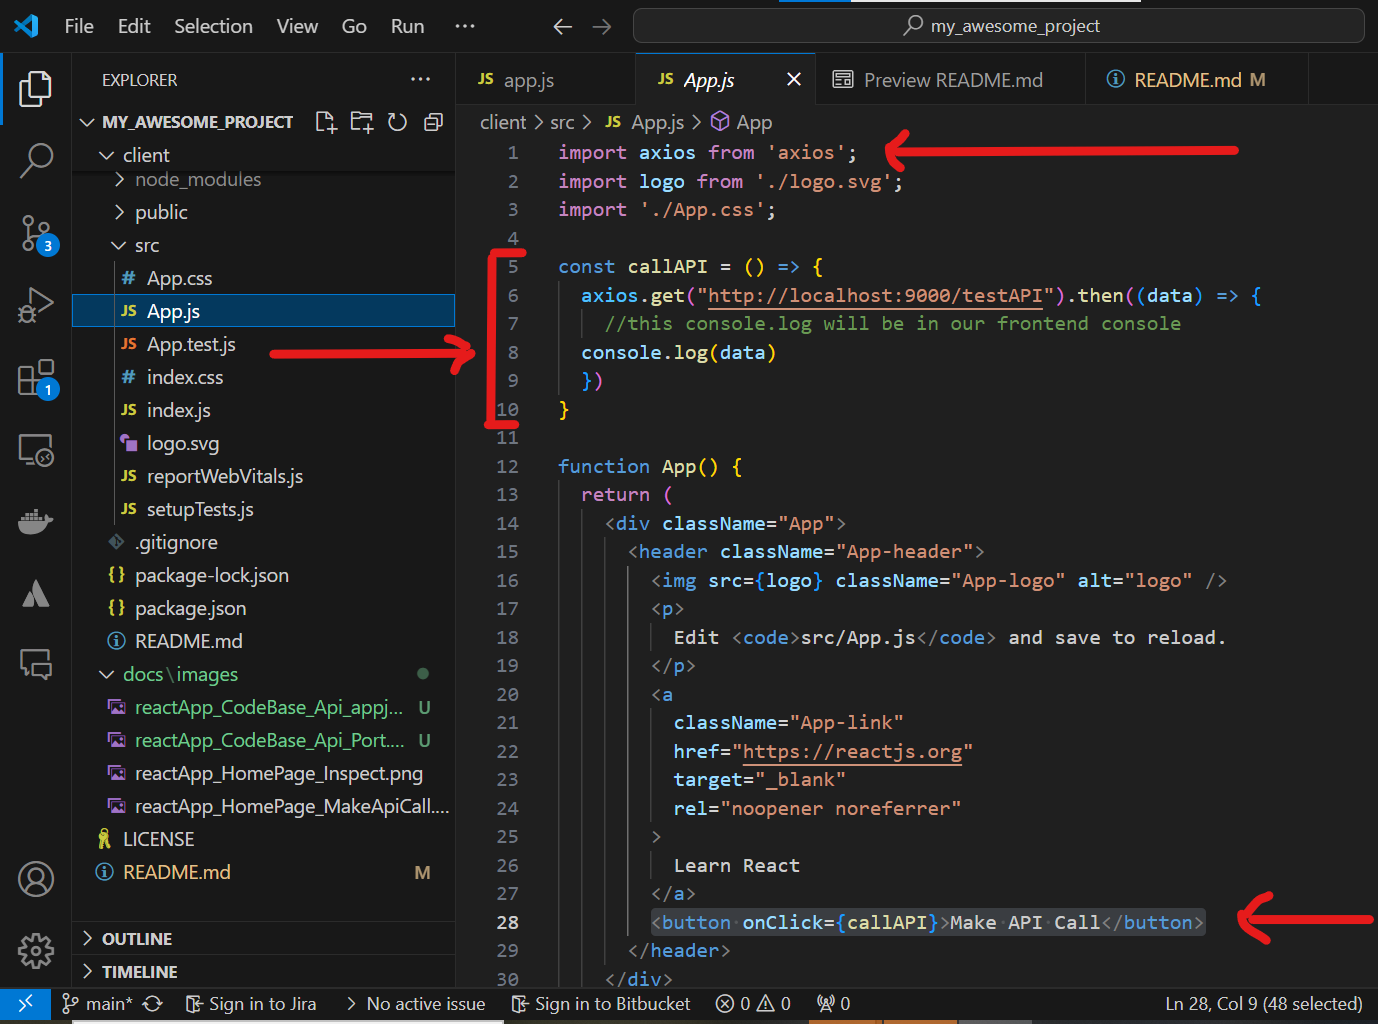 File Edit Selection View Go Run ··· my_awesome_project
EXPLORER ···
MY_AWESOME_PROJECT
client
node_modules
public
src
# App.css
JS App.js
JS App.test.js
# index.css
JS index.js
logo.svg
JS reportWebVitals.js
JS setupTests.js
.gitignore
{} package-lock.json
{} package.json
README.md
docs\images
reactApp_CodeBase_Api_appj... U
reactApp_CodeBase_Api_Port.... U
reactApp_HomePage_Inspect.png
reactApp_HomePage_MakeApiCall....
LICENSE
README.md M
OUTLINE
TIMELINE
3
1
JS app.js JS App.js Preview README.md README.md M
client > src > JS App.js > App
1 import axios from 'axios';
2 import logo from './logo.svg';
3 import './App.css';
4
5 const callAPI = () => {
6 axios.get("http://localhost:9000/testAPI").then((data) => {
7 //this console.log will be in our frontend console
8 console.log(data)
9 })
10 }
11
12 function App() {
13 return (
14 <div className="App">
15 <header className="App-header">
16 <img src={logo} className="App-logo" alt="logo" />
17 <p>
18 Edit <code>src/App.js</code> and save to reload.
19 </p>
20 <a
21 className="App-link"
22 href="https://reactjs.org"
23 target="_blank"
24 rel="noopener noreferrer"
25 >
26 Learn React
27 </a>
28 <button onClick={callAPI}>Make API Call</button>
29 </header>
30 </div>
main* Sign in to Jira > No active issue Sign in to Bitbucket 0 0 0 Ln 28, Col 9 (48 selected)